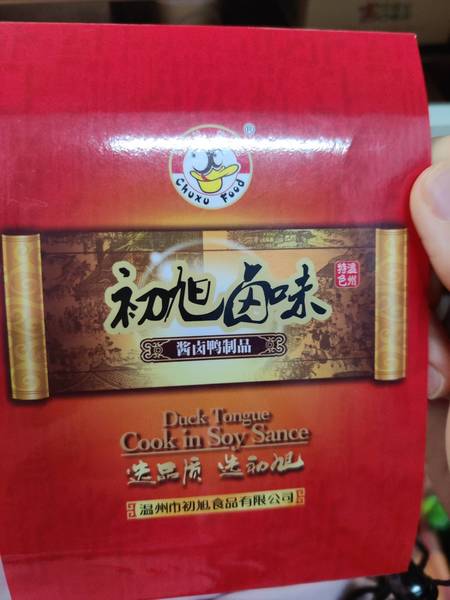 ®
Chuxu Food
初旭卤味
温州
特色
酱卤鸭制品
Duck Tongue
Cook in Soy Sance
选品质 选初旭
温州市初旭食品有限公司